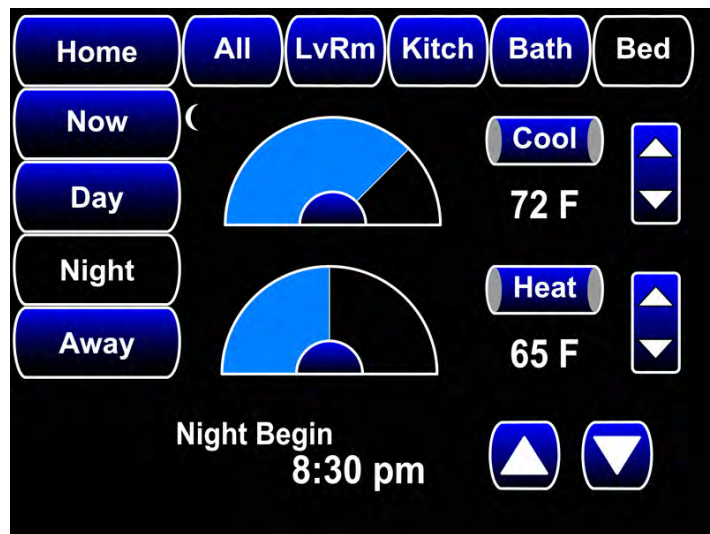 Home
All
LvRm
Kitch
Bath
Bed
Now
Day
Night
Away
Cool
72 F
Heat
65 F
Night Begin
8:30 pm